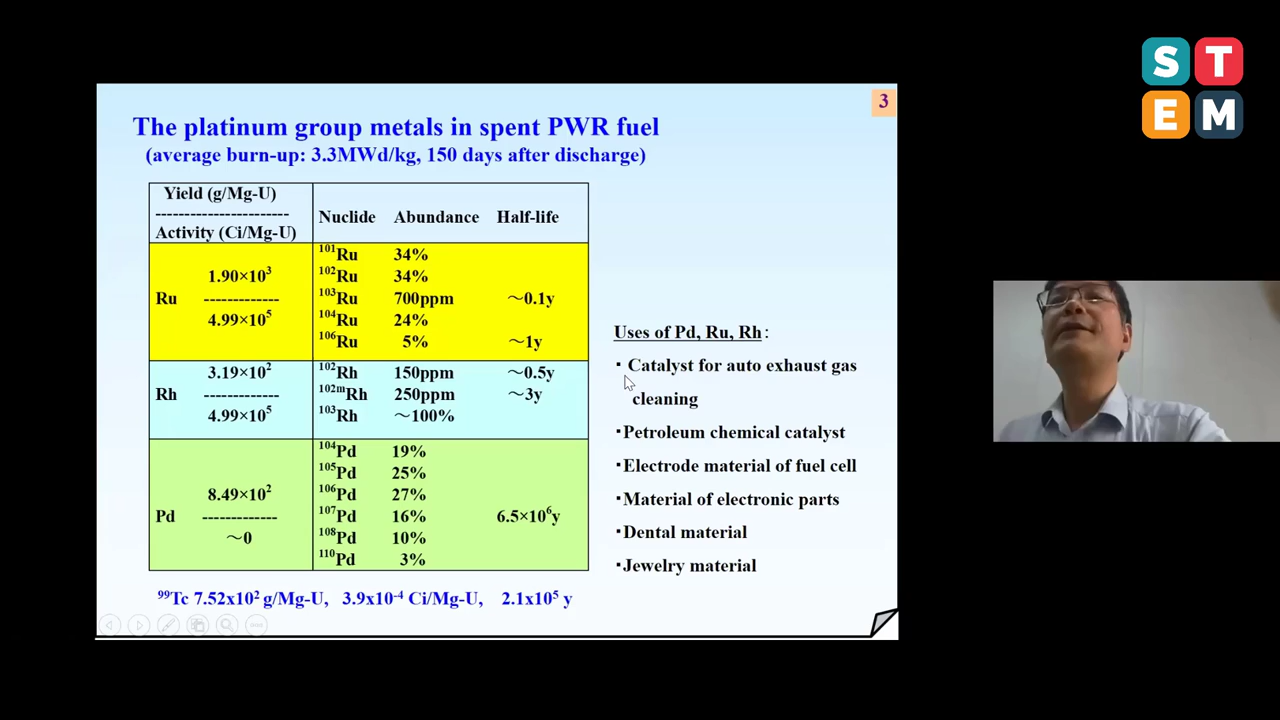 S T
E M
3
The platinum group metals in spent PWR fuel
(average burn-up: 3.3MWd/kg, 150 days after discharge)
Yield (g/Mg-U)
-----------------------
Activity (Ci/Mg-U)
Nuclide Abundance Half-life
Ru
1.90×10³
-------------
4.99×10⁵
¹⁰¹Ru 34%
¹⁰²Ru 34%
¹⁰³Ru 700ppm ～0.1y
¹⁰⁴Ru 24%
¹⁰⁶Ru 5% ～1y
Rh
3.19×10²
-------------
4.99×10⁵
¹⁰²Rh 150ppm ～0.5y
¹⁰²ᵐRh 250ppm ～3y
¹⁰³Rh ～100%
Pd
8.49×10²
-------------
～0
¹⁰⁴Pd 19%
¹⁰⁵Pd 25%
¹⁰⁶Pd 27%
¹⁰⁷Pd 16% 6.5×10⁶y
¹⁰⁸Pd 10%
¹¹⁰Pd 3%
⁹⁹Tc 7.52x10² g/Mg-U, 3.9x10⁻⁴ Ci/Mg-U, 2.1x10⁵ y
Uses of Pd, Ru, Rh:
・Catalyst for auto exhaust gas
cleaning
・Petroleum chemical catalyst
・Electrode material of fuel cell
・Material of electronic parts
・Dental material
・Jewelry material